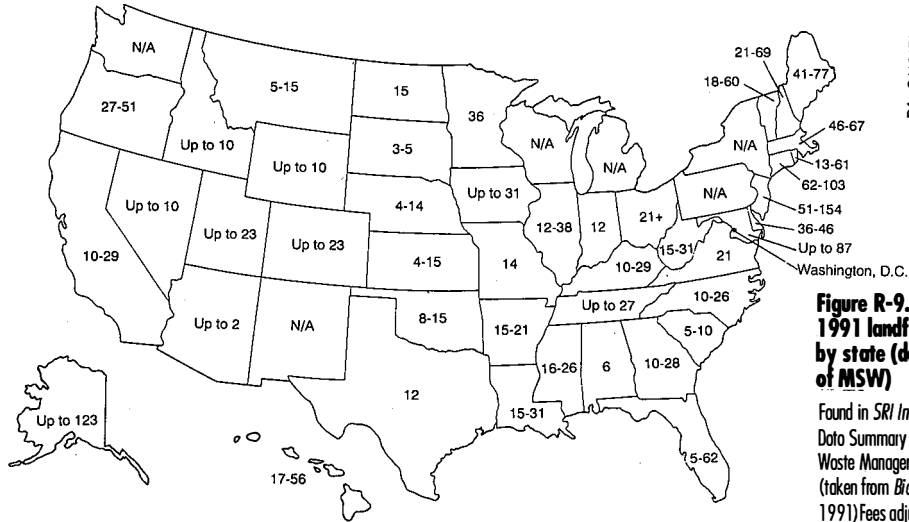 N/A
27-51
Up to 10
5-15
15
36
Up to 10
3-5
N/A
N/A
N/A
21-69
18-60
41-77
46-67
13-61
62-103
51-154
36-46
Up to 87
Washington, D.C.
10-29
Up to 10
Up to 23
Up to 23
4-14
Up to 31
12-38
12
21+
N/A
15-31
21
4-15
14
10-29
Up to 2
N/A
8-15
15-21
Up to 27
10-26
5-10
12
15-31
16-26
6
10-28
5-62
Up to 123
17-56
Figure R-9.
1991 landf
by state (d
of MSW)
Found in SRI In
Data Summary
Waste Manager
(taken from Bio
1991) Fees adj